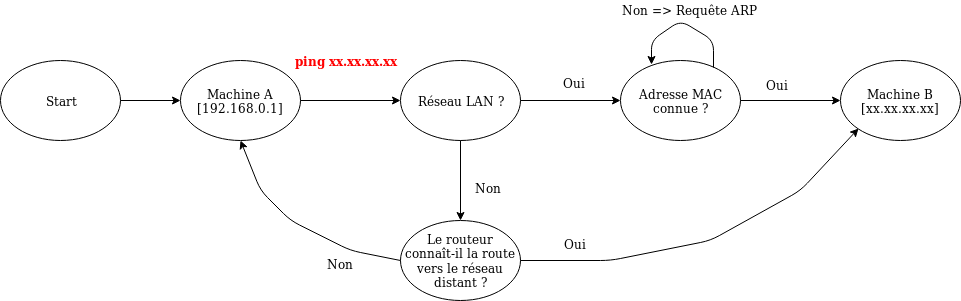 Non => Requête ARP
ping xx.xx.xx.xx
Start
Machine A
[192.168.0.1]
Réseau LAN ?
Oui
Adresse MAC
connue ?
Oui
Machine B
[xx.xx.xx.xx]
Non
Le routeur
connaît-il la route
vers le réseau
distant ?
Oui
Non